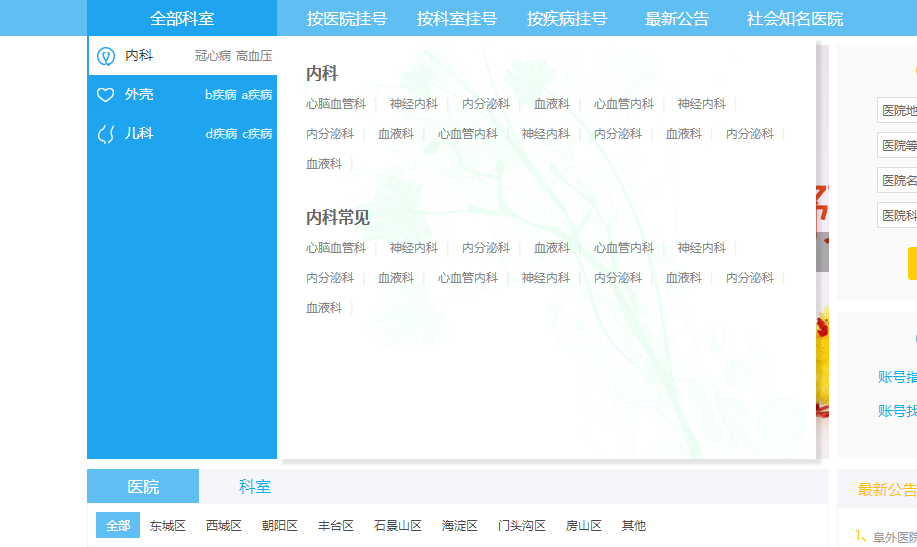 全部科室 按医院挂号 按科室挂号 按疾病挂号 最新公告 社会知名医院
内科 冠心病 高血压
外壳 b疾病 a疾病
儿科 d疾病 c疾病
内科
心脑血管科 | 神经内科 | 内分泌科 | 血液科 | 心血管内科 | 神经内科 |
内分泌科 | 血液科 | 心血管内科 | 神经内科 | 内分泌科 | 血液科 | 内分泌科 |
血液科 |
内科常见
心脑血管科 | 神经内科 | 内分泌科 | 血液科 | 心血管内科 | 神经内科 |
内分泌科 | 血液科 | 心血管内科 | 神经内科 | 内分泌科 | 血液科 | 内分泌科 |
血液科 |
医院地
医院等
医院名
医院科
账号指
账号找
医院 科室
全部 东城区 西城区 朝阳区 丰台区 石景山区 海淀区 门头沟区 房山区 其他
最新公告
1、阜外医院